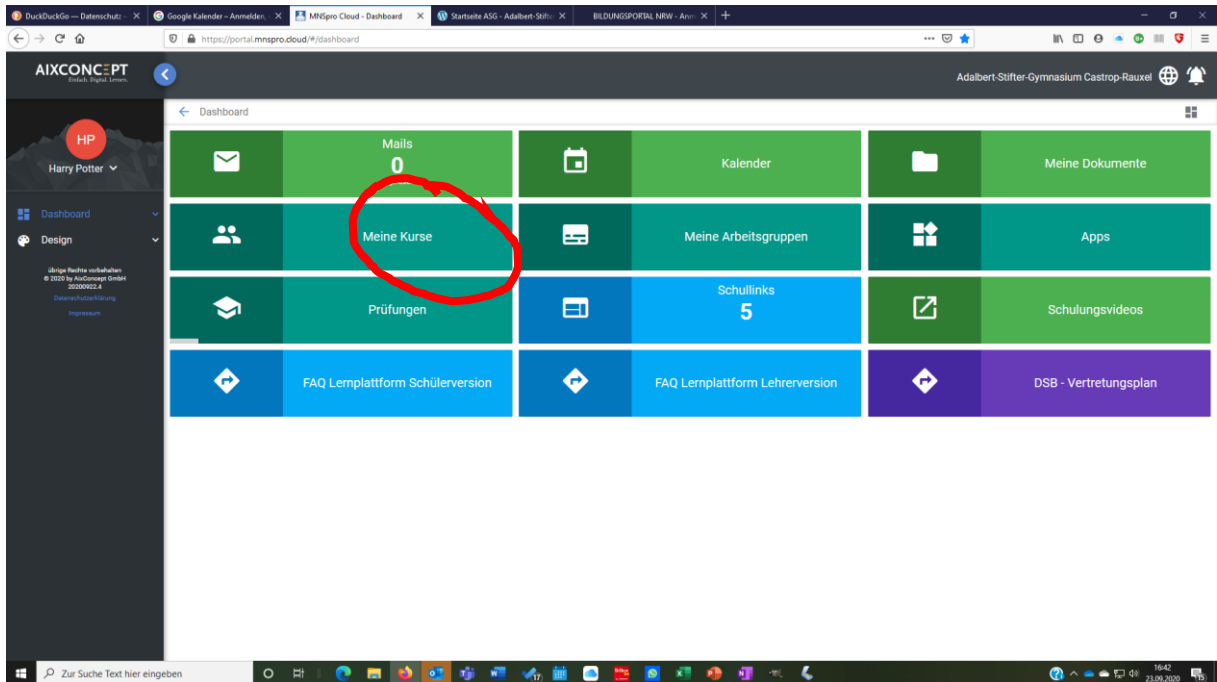 DuckDuckGo — Datenschutz -
Google Kalender – Anmelden,
MNSpro Cloud - Dashboard
Startseite ASG - Adalbert-Stifte
BILDUNGSPORTAL NRW - Anm
https://portal.mnspro.cloud/#/dashboard
AIXCONCEPT
Einfach. Digital. Lernen.
Adalbert-Stifter-Gymnasium Castrop-Rauxel
HP
Harry Potter
Dashboard
Design
übrige Rechte vorbehalten
© 2020 by AixConcept GmbH
20200922.4
Datenschutzerklärung
Impressum
Dashboard
Mails
0
Kalender
Meine Dokumente
Meine Kurse
Meine Arbeitsgruppen
Apps
Prüfungen
Schullinks
5
Schulungsvideos
FAQ Lernplattform Schülerversion
FAQ Lernplattform Lehrerversion
DSB - Vertretungsplan
Zur Suche Text hier eingeben
17
16:42
23.09.2020
15